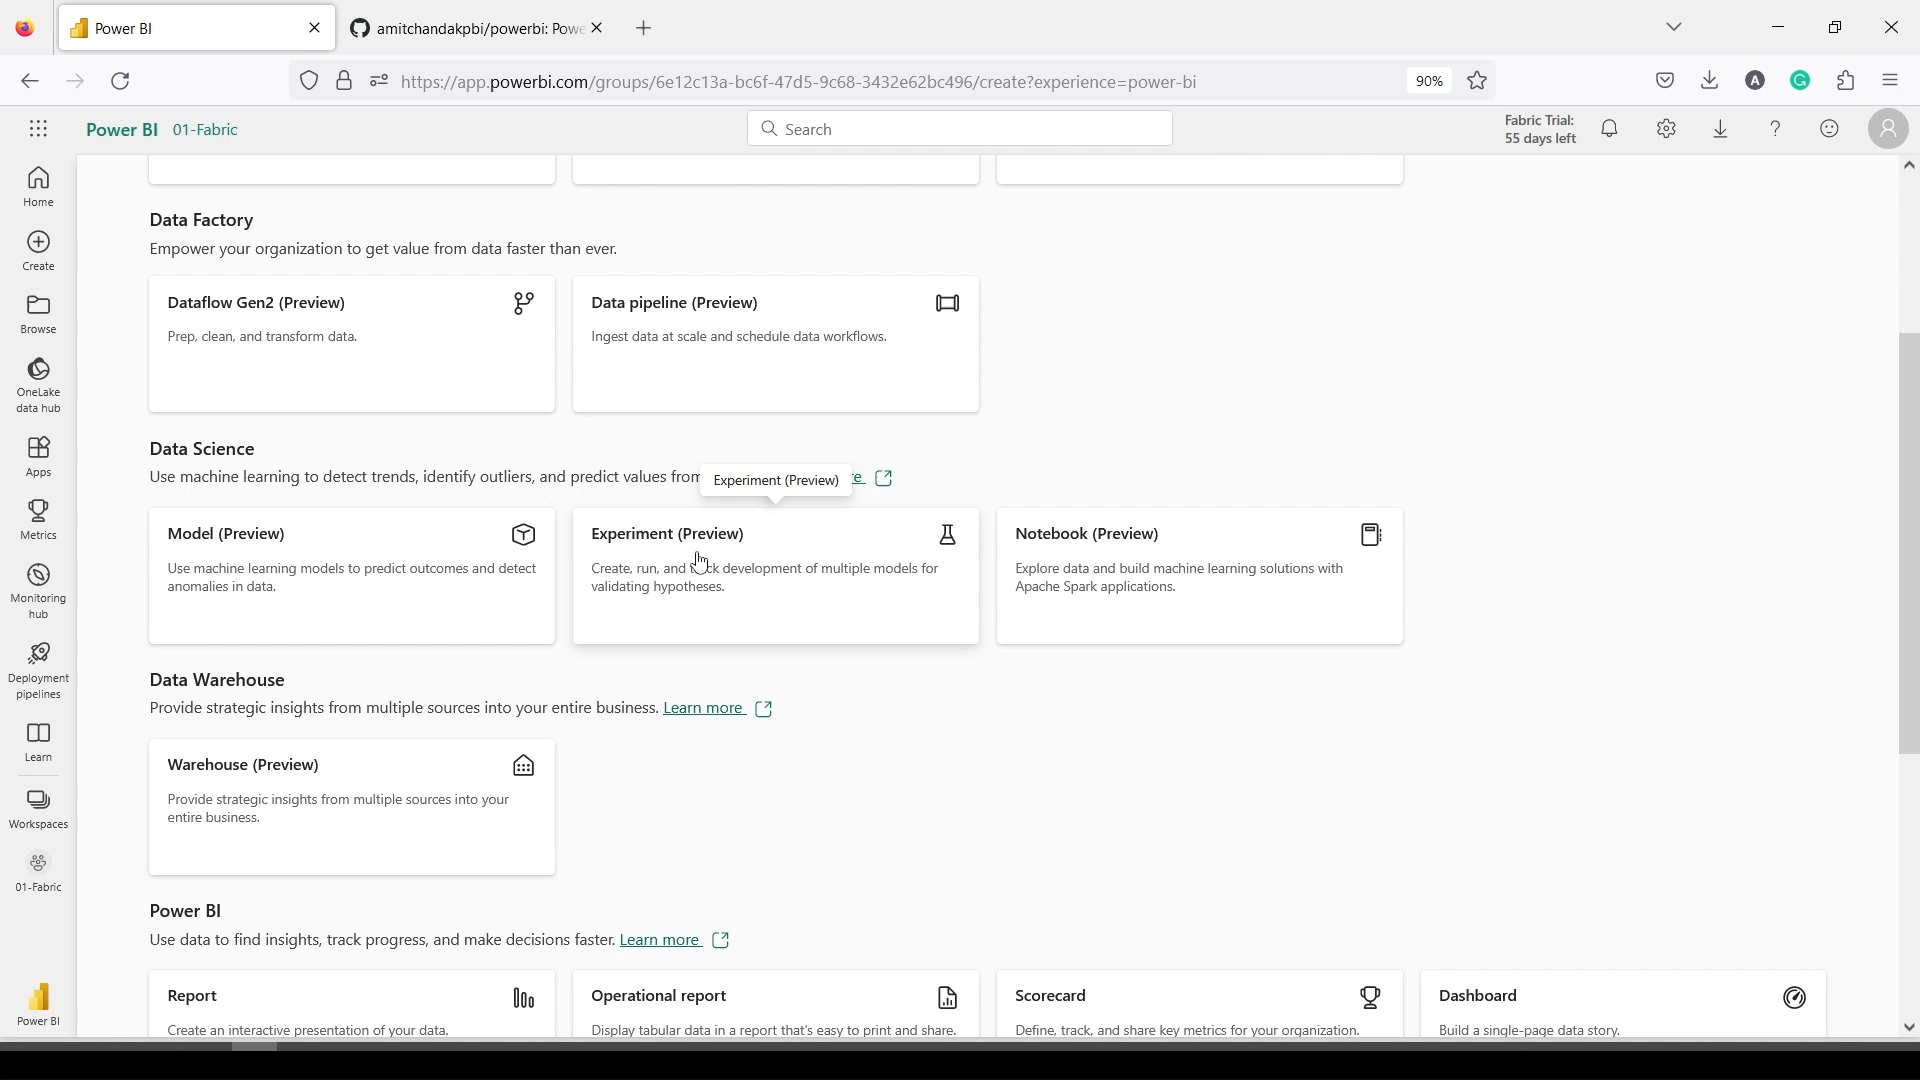 Power BI
amitchandakpbi/powerbi: Powe
https://app.powerbi.com/groups/6e12c13a-bc6f-47d5-9c68-3432e62bc496/create?experience=power-bi
90%
A
G
Power BI 01-Fabric
Search
Fabric Trial:
55 days left
?
Home
Create
Browse
OneLake
data hub
Apps
Metrics
Monitoring
hub
Deployment
pipelines
Learn
Workspaces
01-Fabric
Power BI
Data Factory
Empower your organization to get value from data faster than ever.
Dataflow Gen2 (Preview)
Prep, clean, and transform data.
Data pipeline (Preview)
Ingest data at scale and schedule data workflows.
Data Science
Use machine learning to detect trends, identify outliers, and predict values from
Experiment (Preview)
Model (Preview)
Use machine learning models to predict outcomes and detect
anomalies in data.
Experiment (Preview)
Create, run, and development of multiple models for
validating hypotheses.
Notebook (Preview)
Explore data and build machine learning solutions with
Apache Spark applications.
Data Warehouse
Provide strategic insights from multiple sources into your entire business. Learn more
Warehouse (Preview)
Provide strategic insights from multiple sources into your
entire business.
Power BI
Use data to find insights, track progress, and make decisions faster. Learn more
Report
Create an interactive presentation of your data.
Operational report
Display tabular data in a report that's easy to print and share.
Scorecard
Define, track, and share key metrics for your organization.
Dashboard
Build a single-page data story.